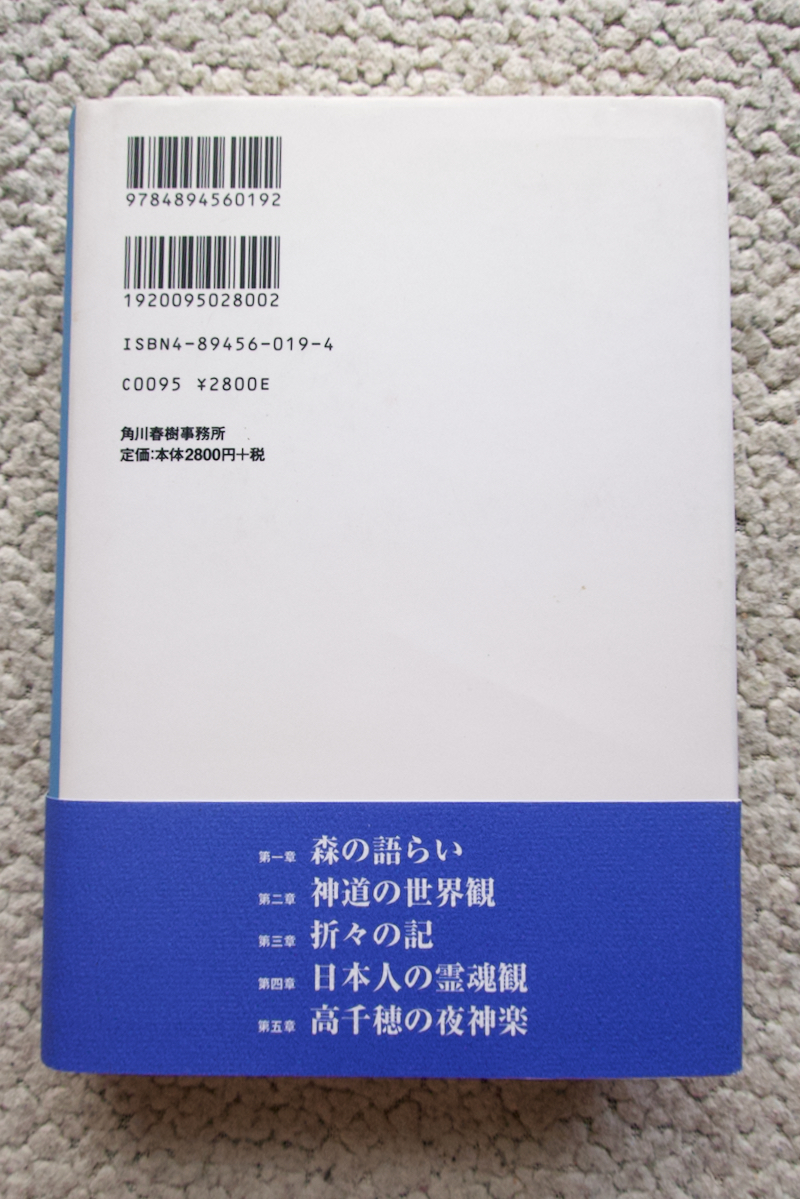 9784894560192
1920095028002
ISBN4-89456-019-4
C0095 ¥2800E
角川春樹事務所
定価:本体2800円+税
第一章 森の語らい
第二章 神道の世界観
第三章 折々の記
第四章 日本人の霊魂観
第五章 高千穂の夜神楽